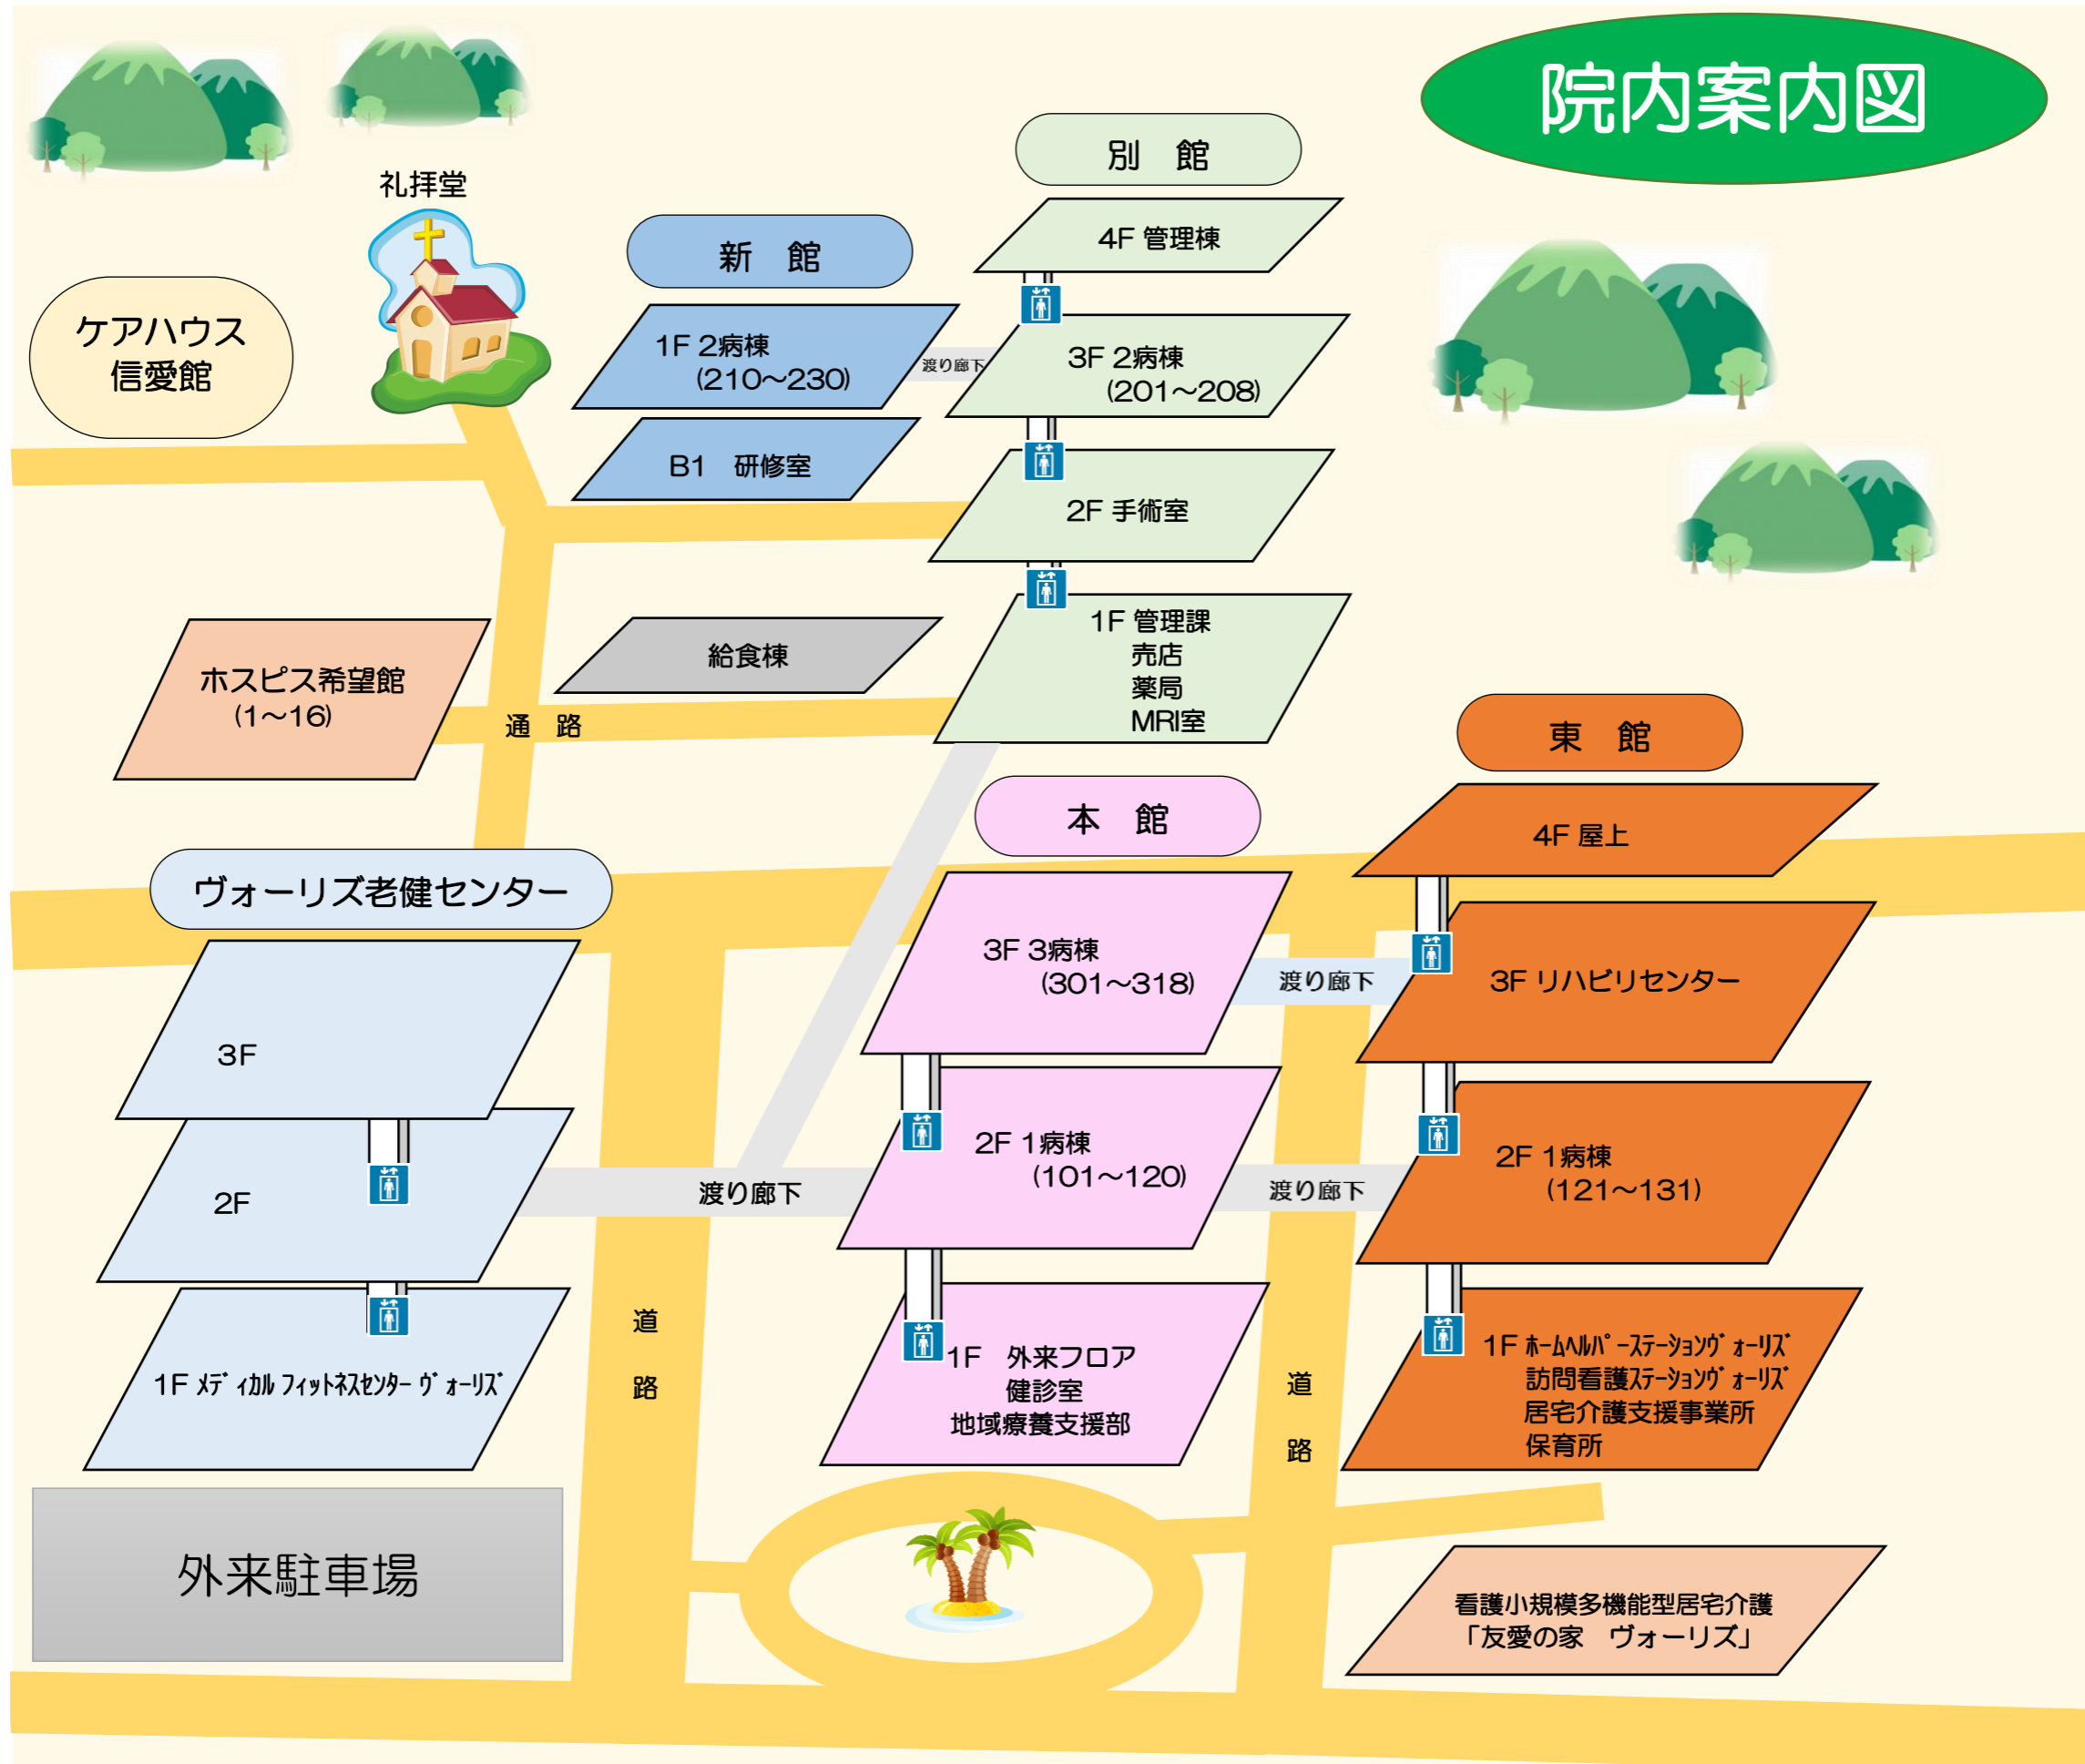 院内案内図
礼拝堂
ケアハウス
信愛館
新 館
1F 2病棟
(210～230)
B1 研修室
渡り廊下
別 館
4F 管理棟
3F 2病棟
(201～208)
2F 手術室
1F 管理課
売店
薬局
MRI室
給食棟
ホスピス希望館
(1～16)
通 路
ヴォーリズ老健センター
3F
2F
1F ﾒﾃﾞｨｶﾙ ﾌｨｯﾄﾈｽｾﾝﾀｰ ｳﾞｫｰﾘｽﾞ
渡り廊下
道
路
本 館
3F 3病棟
(301～318)
2F 1病棟
(101～120)
1F 外来フロア
健診室
地域療養支援部
渡り廊下
渡り廊下
道
路
東 館
4F 屋上
3F リハビリセンター
2F 1病棟
(121～131)
1F ﾎｰﾑﾍﾙﾊﾟｰｽﾃｰｼｮﾝｳﾞｫｰﾘｽﾞ
訪問看護ｽﾃｰｼｮﾝｳﾞｫｰﾘｽﾞ
居宅介護支援事業所
保育所
外来駐車場
看護小規模多機能型居宅介護
「友愛の家 ヴォーリズ」